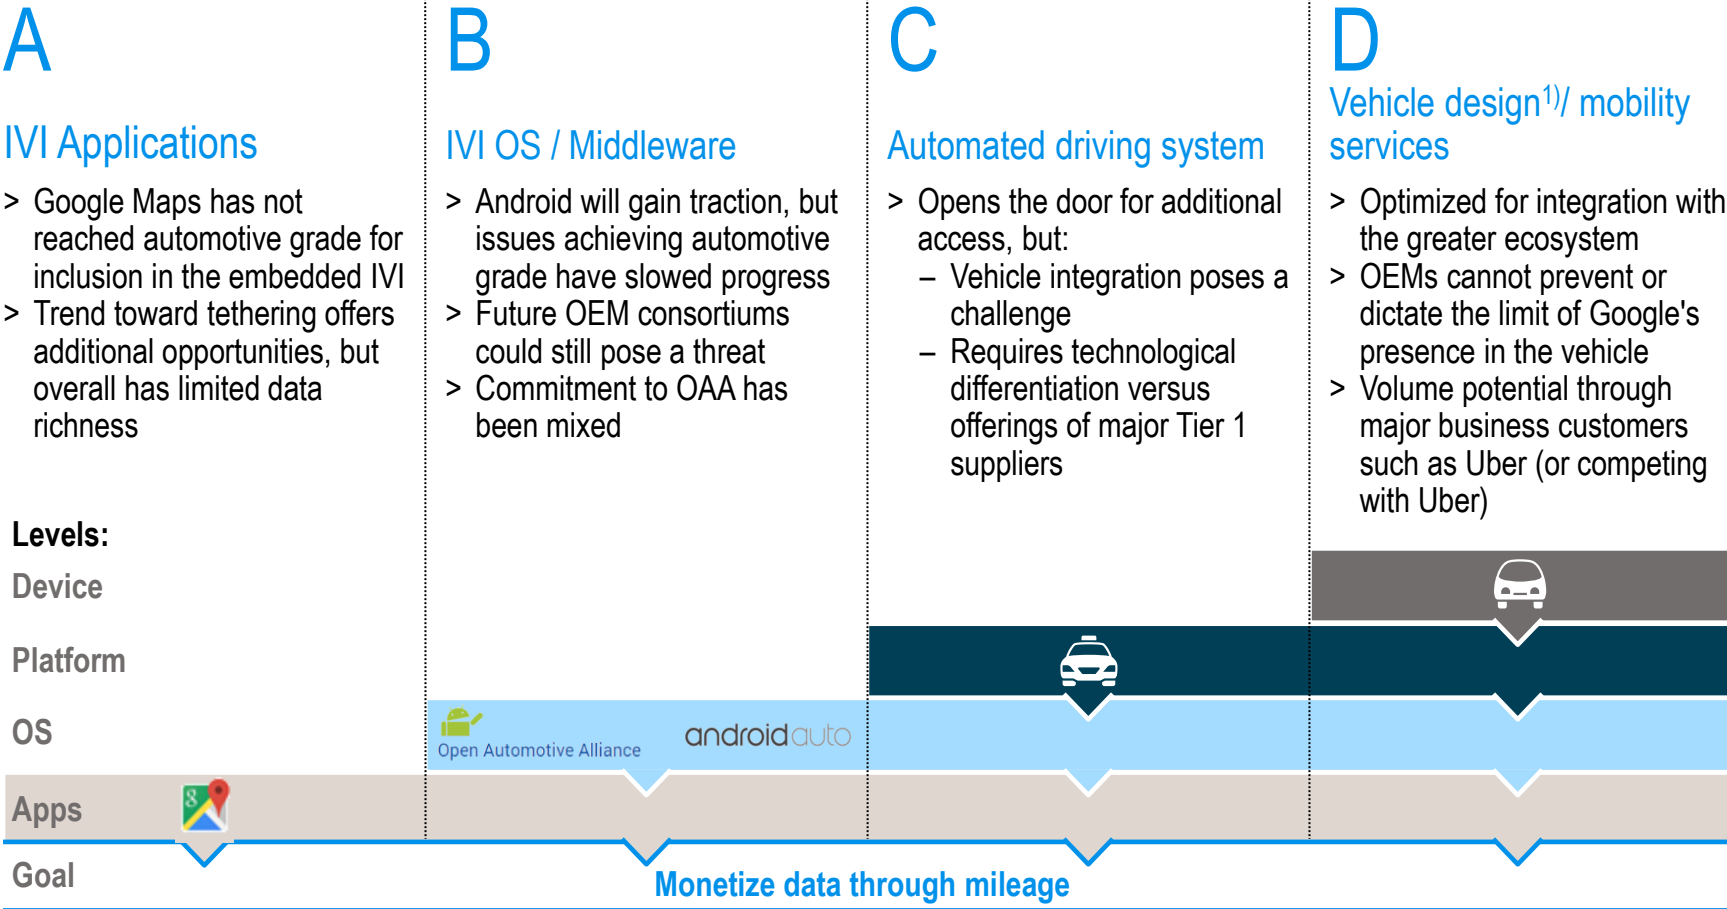 A
IVI Applications
> Google Maps has not
reached automotive grade for
inclusion in the embedded IVI
> Trend toward tethering offers
additional opportunities, but
overall has limited data
richness
B
IVI OS / Middleware
> Android will gain traction, but
issues achieving automotive
grade have slowed progress
> Future OEM consortiums
could still pose a threat
> Commitment to OAA has
been mixed
C
Automated driving system
> Opens the door for additional
access, but:
– Vehicle integration poses a
challenge
– Requires technological
differentiation versus
offerings of major Tier 1
suppliers
D
Vehicle design1)/ mobility
services
> Optimized for integration with
the greater ecosystem
> OEMs cannot prevent or
dictate the limit of Google's
presence in the vehicle
> Volume potential through
major business customers
such as Uber (or competing
with Uber)
Levels:
Device
Platform
OS
Open Automotive Alliance
androidauto
Apps
8
Goal
Monetize data through mileage